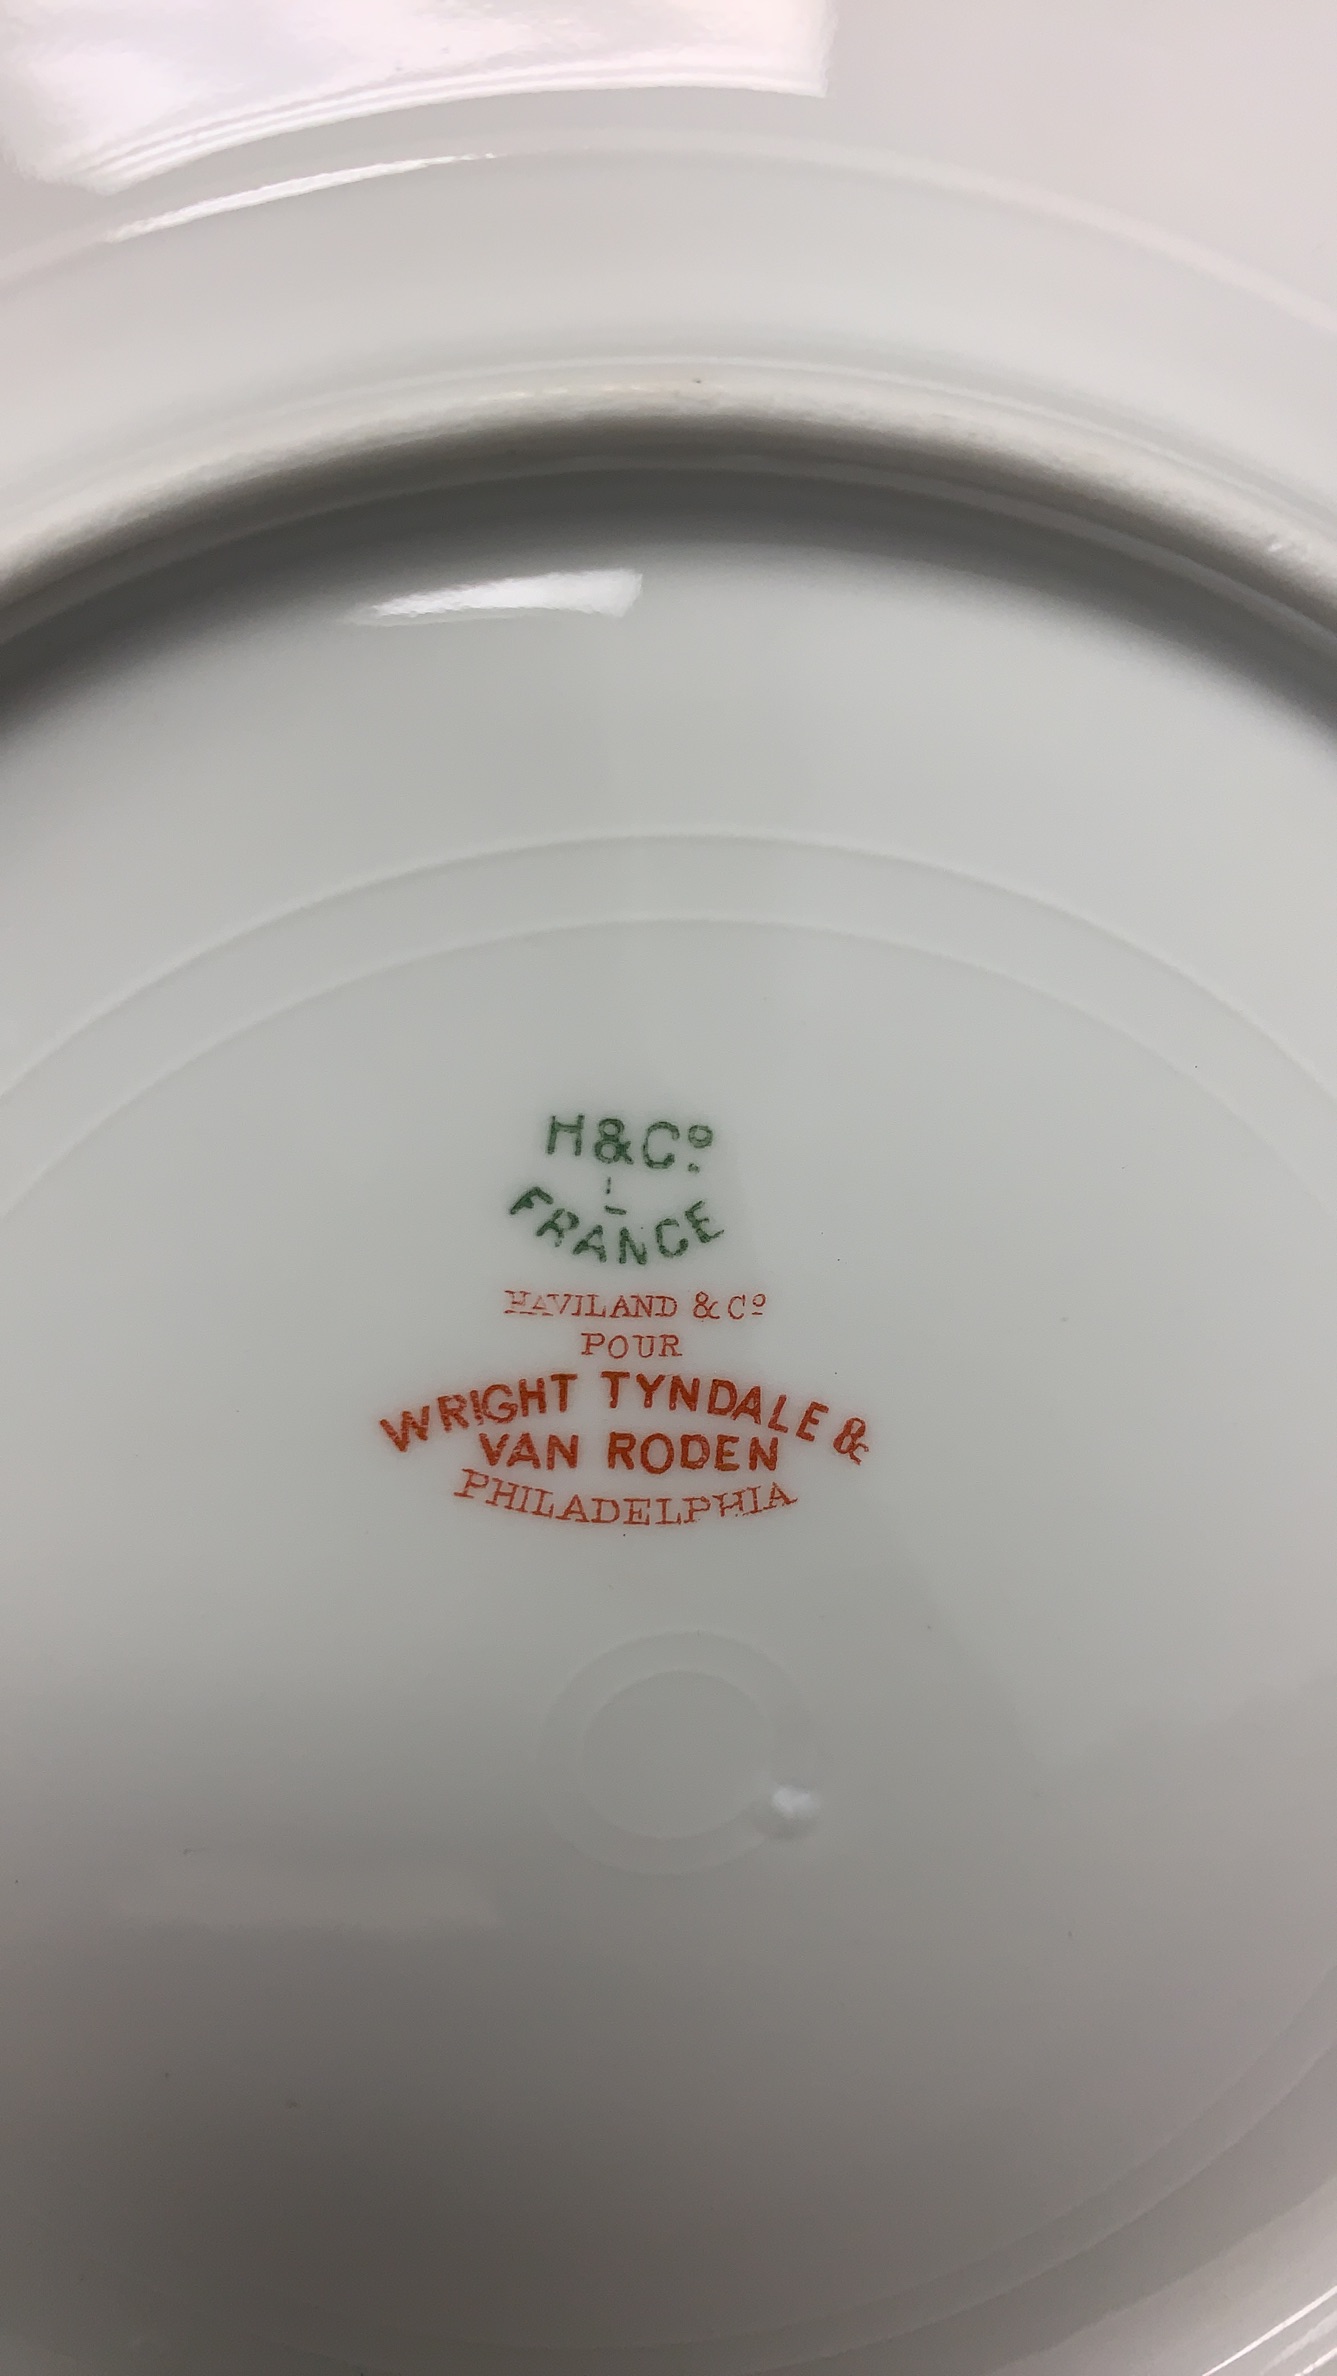 H & Cº
L
FRANCE
HAVILAND & Cº
POUR
WRIGHT TYNDALE &
VAN RODEN
PHILADELPHIA